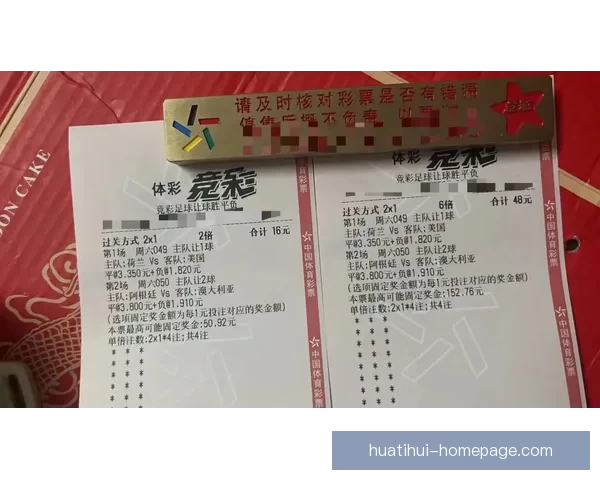 请及时核对彩票是否有错误
OON CAKE
体彩 竞彩
竞彩足球让球胜平负
过关方式 2x1 2倍 合计 16元
第1场 周六049 主队让1球
主队:荷兰 Vs 客队:美国
平@3.350元+负@1.820元
第2场 周六050 主队让2球
主队:阿根廷 Vs 客队:澳大利亚
平@3.800元+负@1.910元
(选项固定奖金额为每1元投注对应的奖金额)
本票最高可能固定奖金:50.92元
单倍注数:2x1*4注;共4注
中国体育彩票
中国体育彩票
体彩 竞彩
竞彩足球让球胜平负
过关方式 2x1 6倍 合计 48元
第1场 周六049 主队让1球
主队:荷兰 Vs 客队:美国
平@3.350元+负@1.820元
第2场 周六050 主队让2球
主队:阿根廷 Vs 客队:澳大利亚
平@3.800元+负@1.910元
(选项固定奖金额为每1元投注对应的奖金额)
本票最高可能固定奖金:152.76元
单倍注数:2x1*4注;共4注
中国体育彩票
中国体育彩票
huatihui-homepage.com